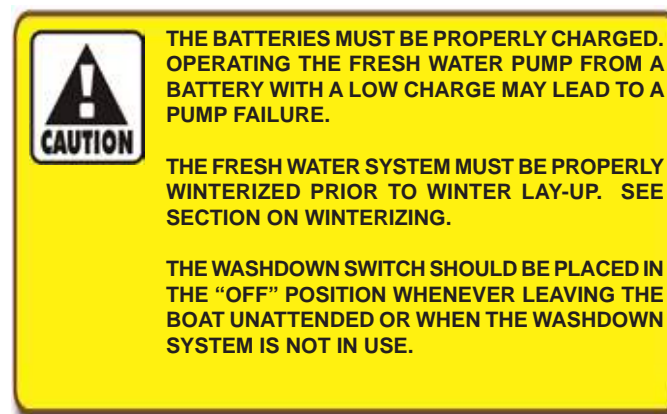 CAUTION
THE BATTERIES MUST BE PROPERLY CHARGED.
OPERATING THE FRESH WATER PUMP FROM A
BATTERY WITH A LOW CHARGE MAY LEAD TO A
PUMP FAILURE.
THE FRESH WATER SYSTEM MUST BE PROPERLY
WINTERIZED PRIOR TO WINTER LAY-UP. SEE
SECTION ON WINTERIZING.
THE WASHDOWN SWITCH SHOULD BE PLACED IN
THE “OFF” POSITION WHENEVER LEAVING THE
BOAT UNATTENDED OR WHEN THE WASHDOWN
SYSTEM IS NOT IN USE.